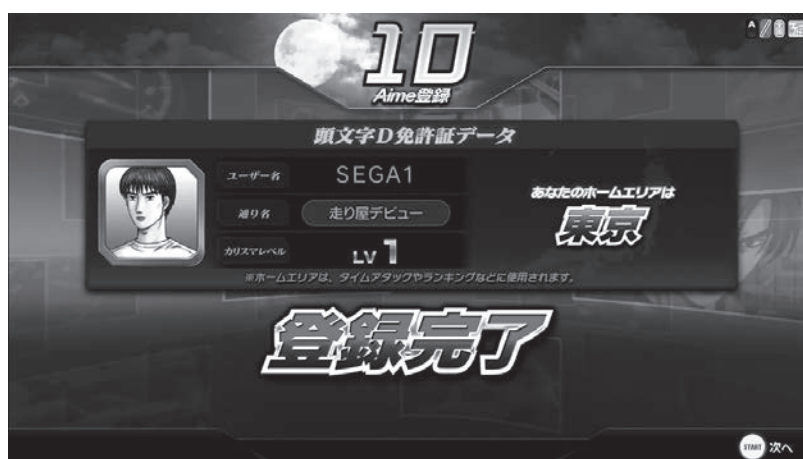 10
Aime登録
頭文字D免許証データ
ユーザー名 SEGA1
通り名 走り屋デビュー
カリスマレベル LV 1
あなたのホームエリアは
東京
※ホームエリアは、タイムアタックやランキングなどに使用されます。
登録完了
START 次へ